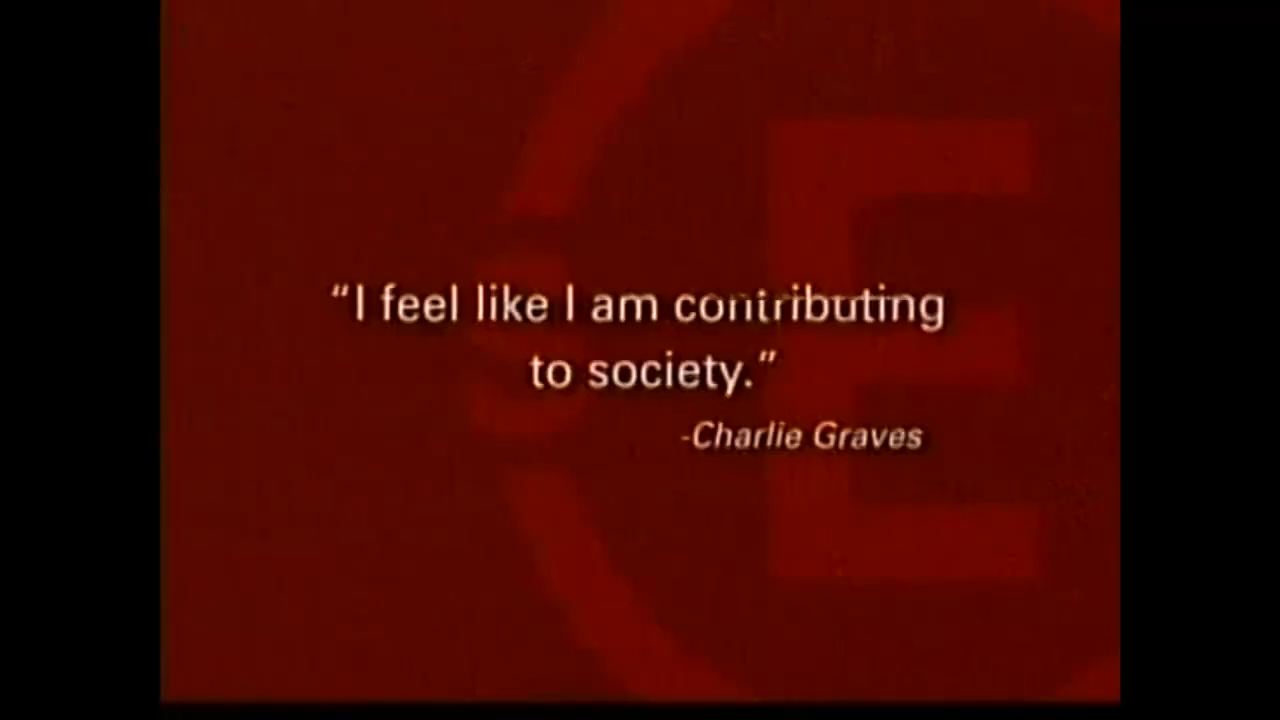 “I feel like I am contributing
to society.”
-Charlie Graves
E